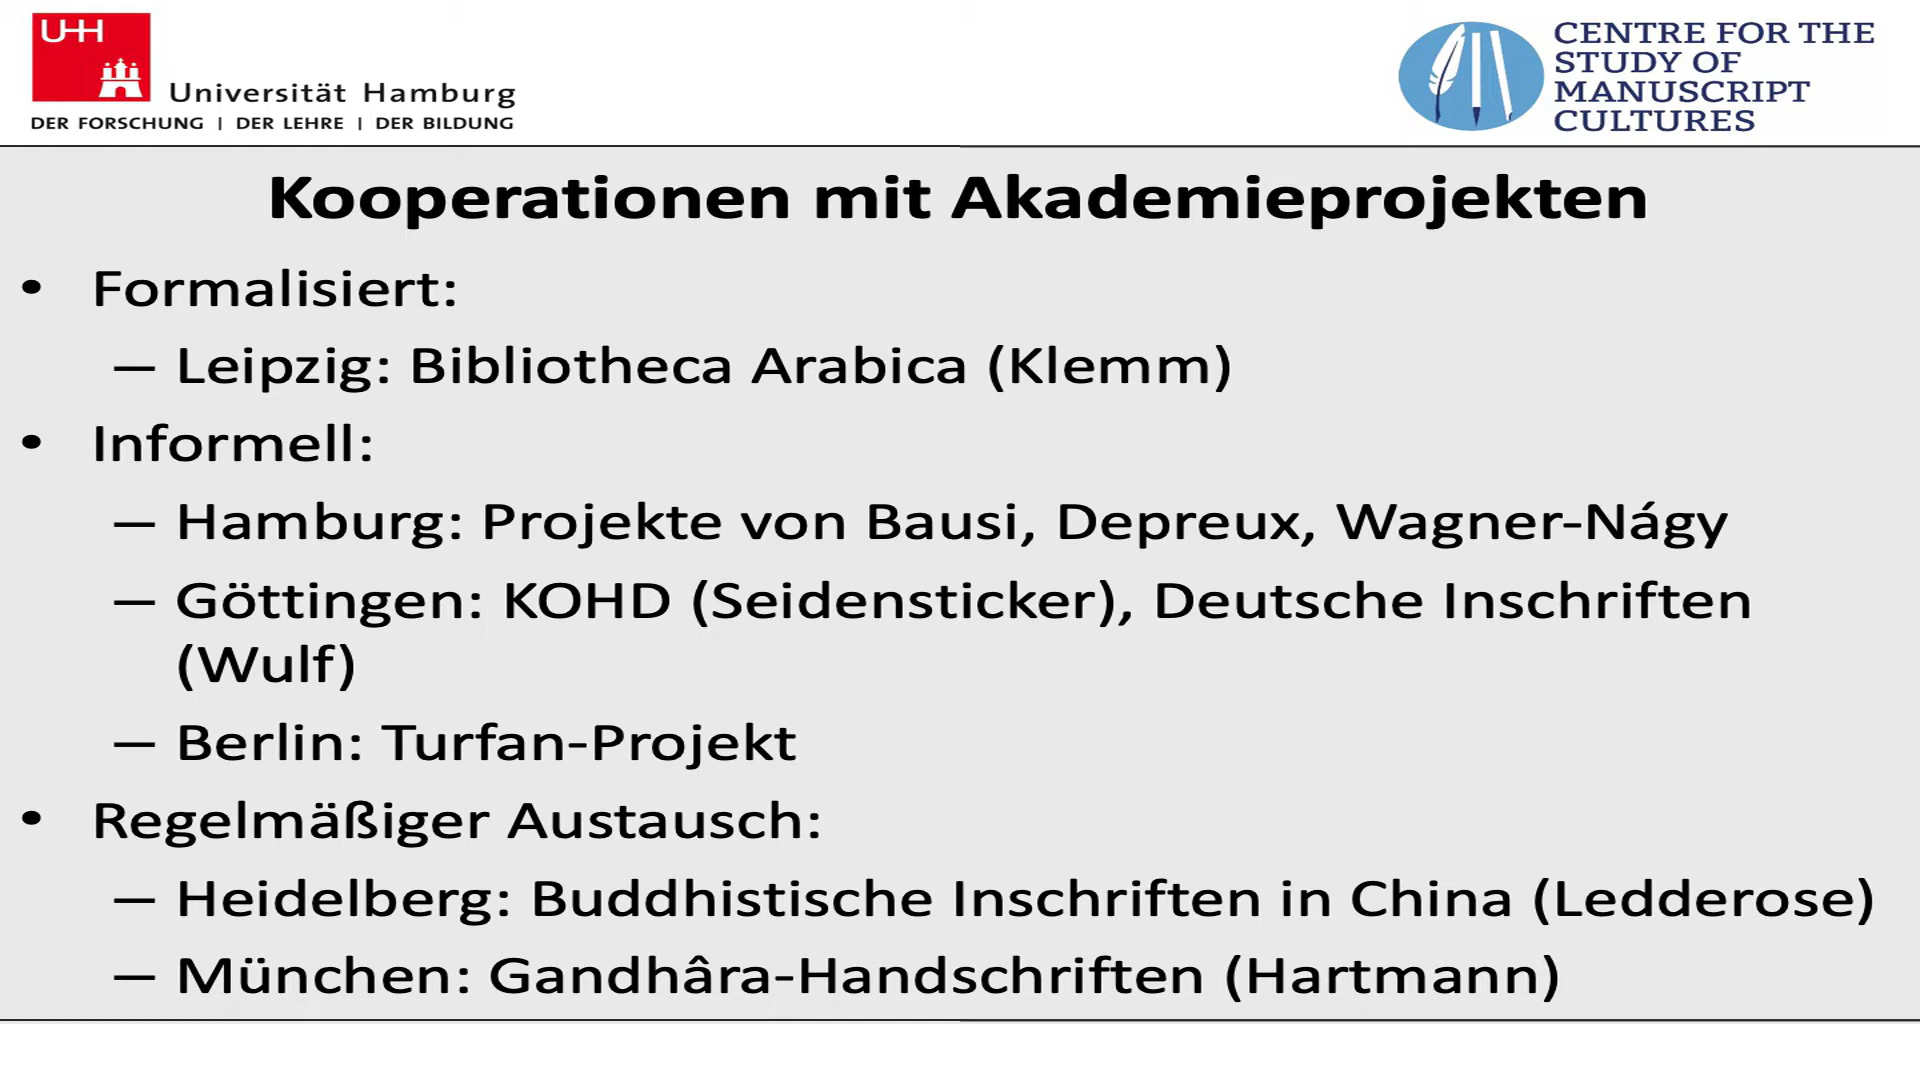 UHH
Universität Hamburg
DER FORSCHUNG | DER LEHRE | DER BILDUNG
CENTRE FOR THE
STUDY OF
MANUSCRIPT
CULTURES
Kooperationen mit Akademieprojekten
• Formalisiert:
– Leipzig: Bibliotheca Arabica (Klemm)
• Informell:
– Hamburg: Projekte von Bausi, Depreux, Wagner-Nágy
– Göttingen: KOHD (Seidensticker), Deutsche Inschriften
(Wulf)
– Berlin: Turfan-Projekt
• Regelmäßiger Austausch:
– Heidelberg: Buddhistische Inschriften in China (Ledderose)
– München: Gandhâra-Handschriften (Hartmann)